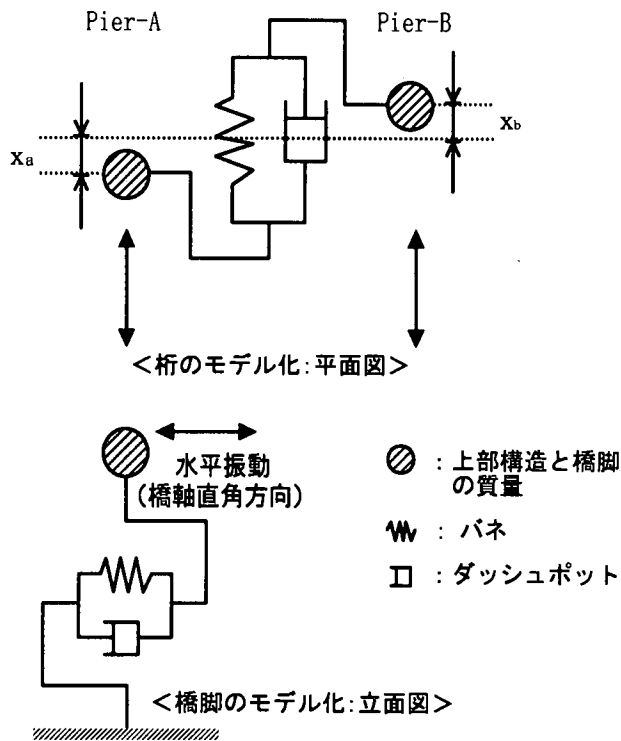 Pier-A
Pier-B
xa
xb
<桁のモデル化:平面図>
水平振動
(橋軸直角方向)
:上部構造と橋脚
の質量
:バネ
:ダッシュポット
<橋脚のモデル化:立面図>